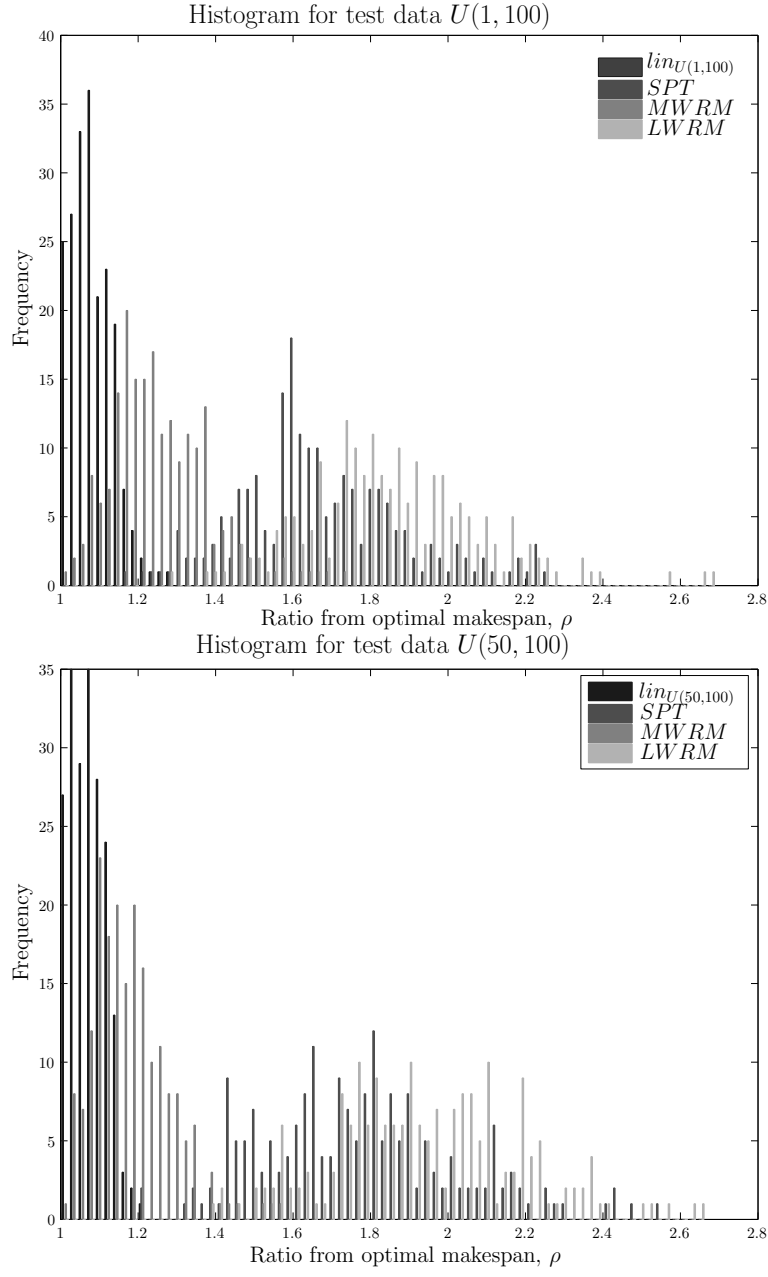 Histogram for test data U(1, 100)
40
35
30
25
20
15
10
5
0
Frequency
lin_U(1,100)
SPT
MWRM
LWRM
1 1.2 1.4 1.6 1.8 2 2.2 2.4 2.6 2.8
Ratio from optimal makespan, ρ
Histogram for test data U(50, 100)
35
30
25
20
15
10
5
0
Frequency
lin_U(50,100)
SPT
MWRM
LWRM
1 1.2 1.4 1.6 1.8 2 2.2 2.4 2.6 2.8
Ratio from optimal makespan, ρ